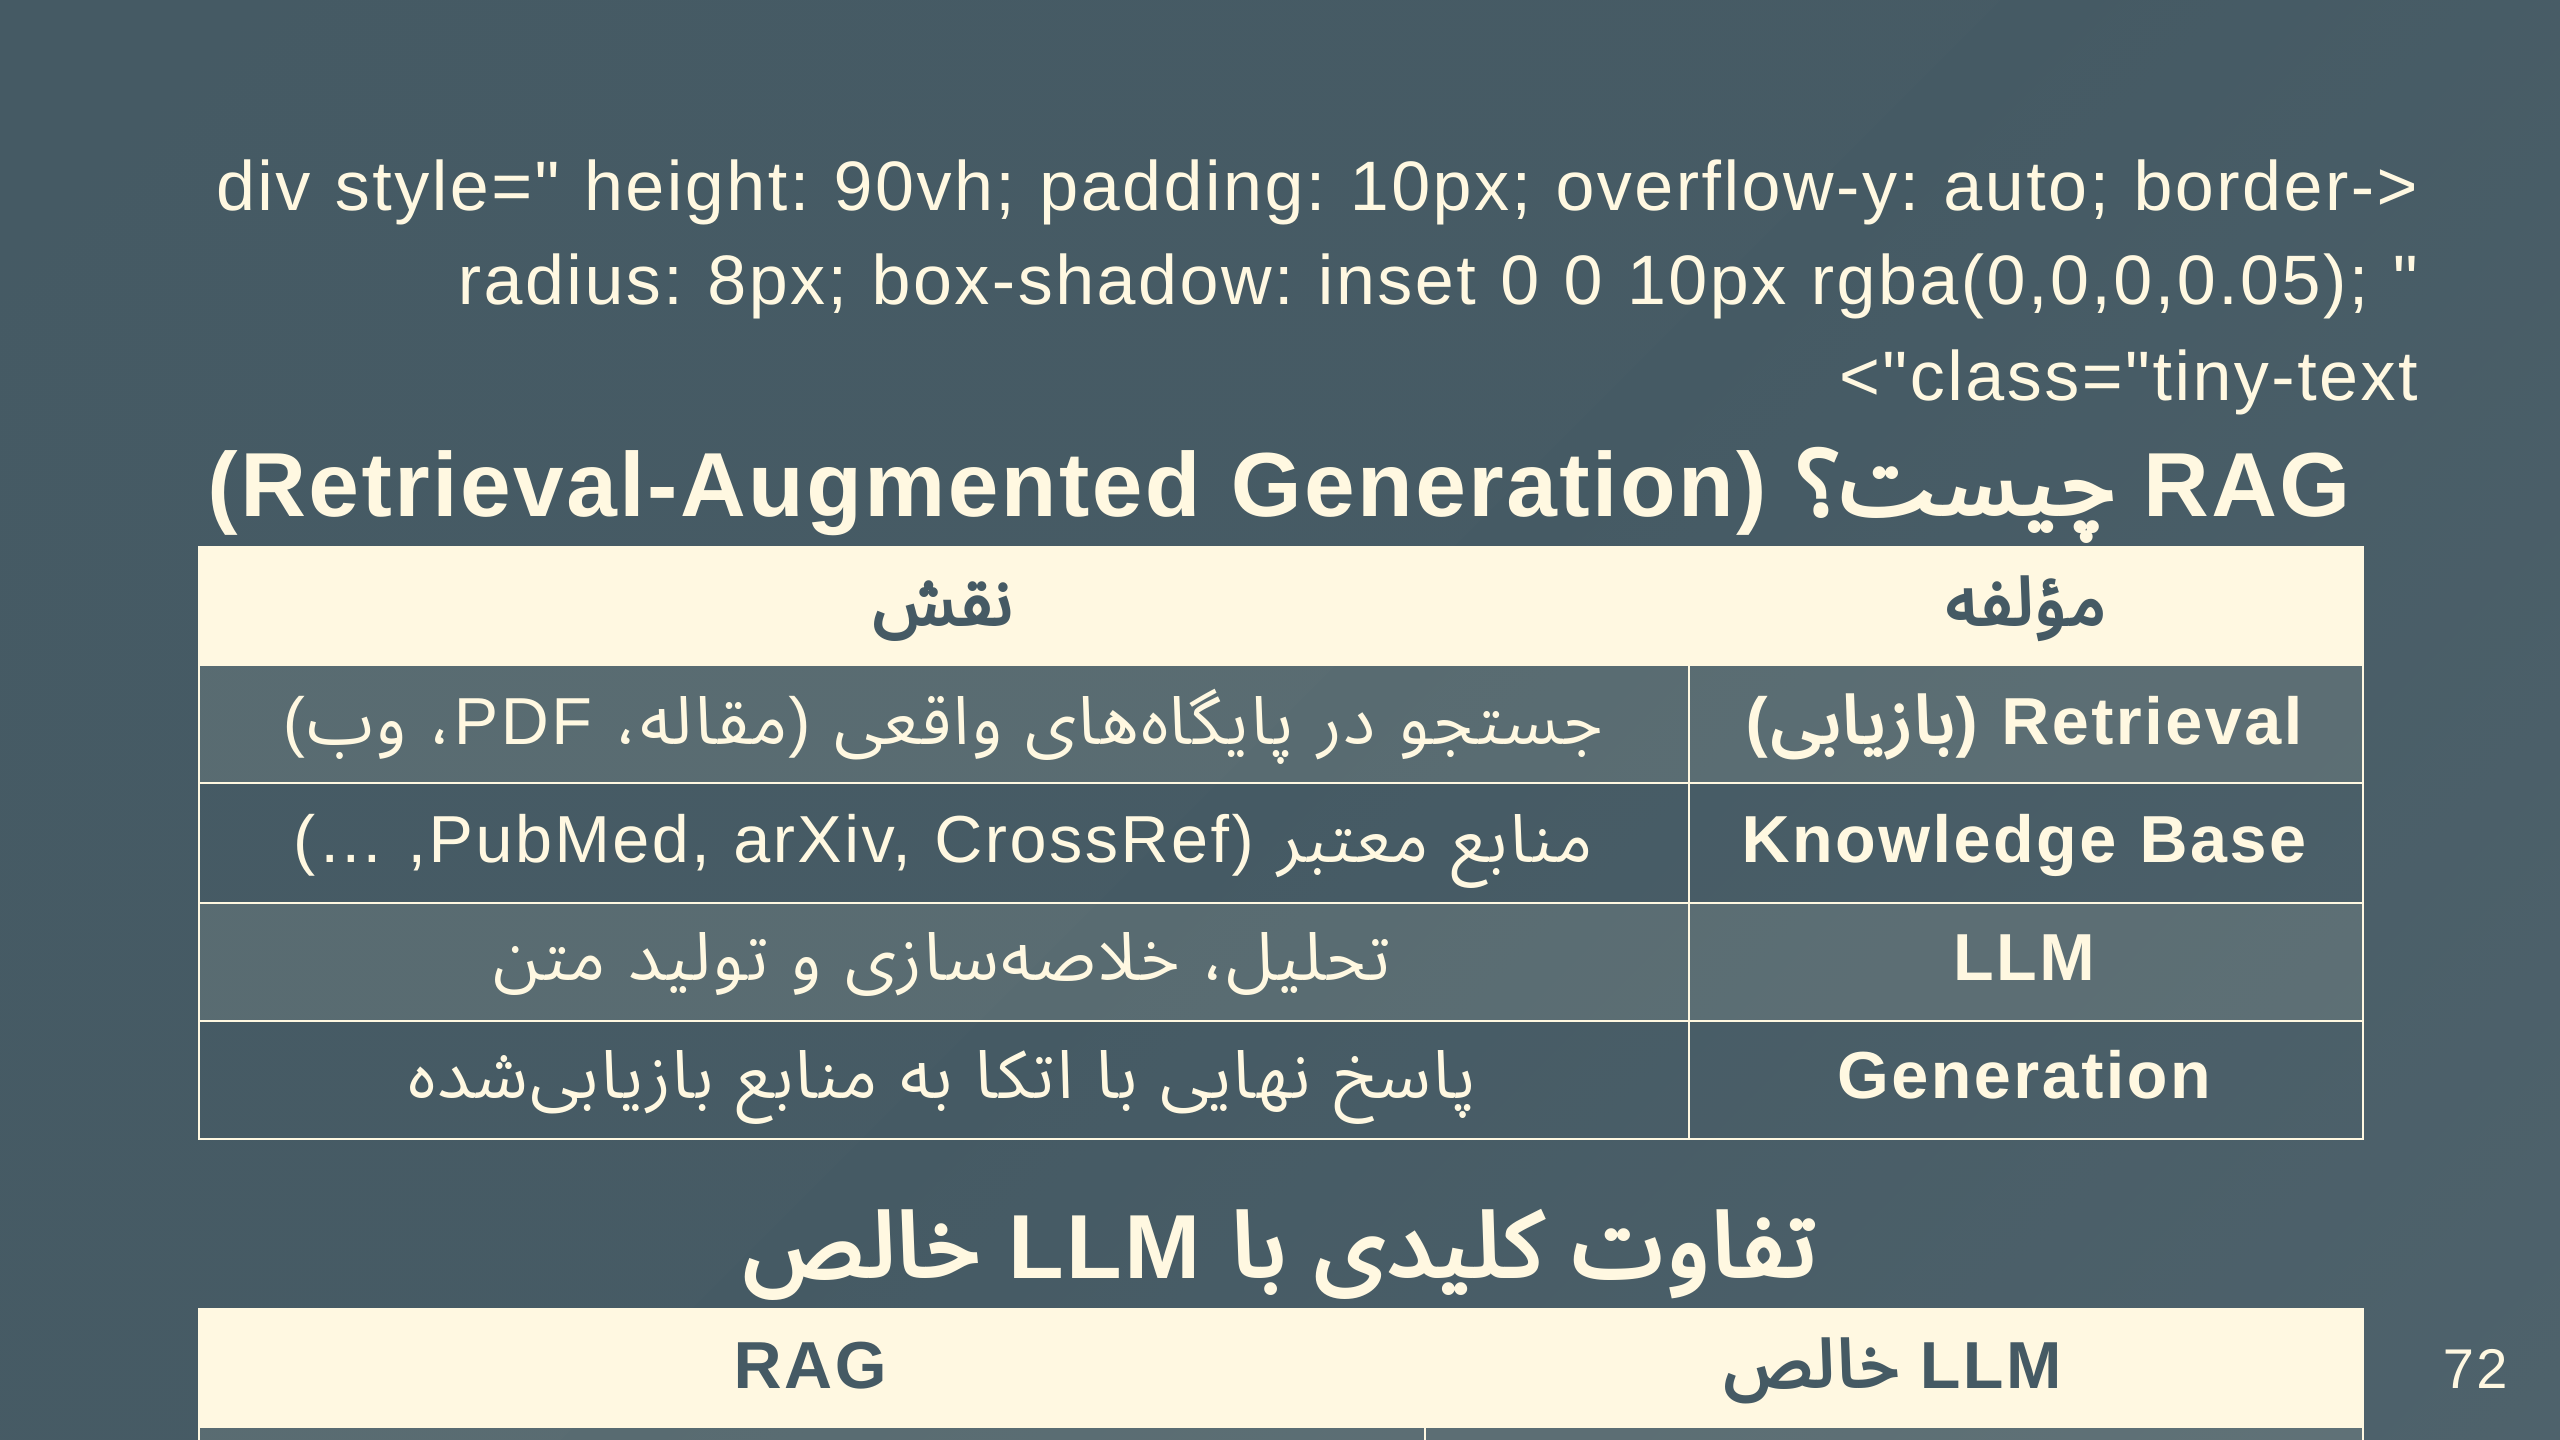 <div style=" height: 90vh; padding: 10px; overflow-y: auto; border-
radius: 8px; box-shadow: inset 0 0 10px rgba(0,0,0,0.05); "
class="tiny-text">
RAG چیست؟ (Retrieval-Augmented Generation)
مؤلفه	نقش
Retrieval (بازیابی)	جستجو در پایگاه‌های واقعی (مقاله، PDF، وب)
Knowledge Base	منابع معتبر (PubMed, arXiv, CrossRef, …)
LLM	تحلیل، خلاصه‌سازی و تولید متن
Generation	پاسخ نهایی با اتکا به منابع بازیابی‌شده
تفاوت کلیدی با LLM خالص
LLM خالص	RAG
72